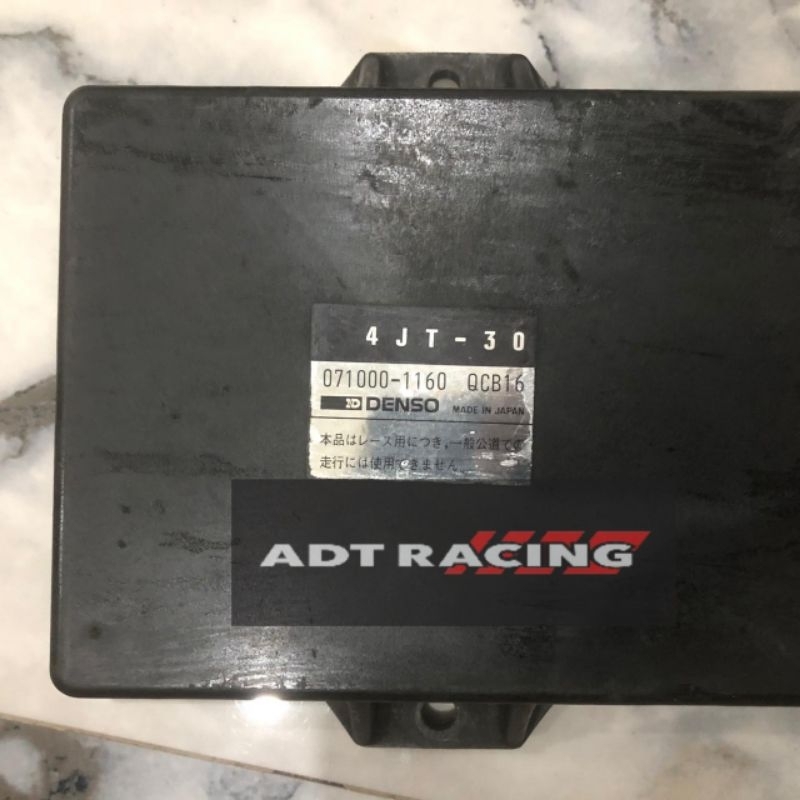 4JT-30
071000-1160 QCB16
DENSO MADE IN JAPAN
本品はレース用につき,一般公道での
走行には使用できません。
ADT RACING